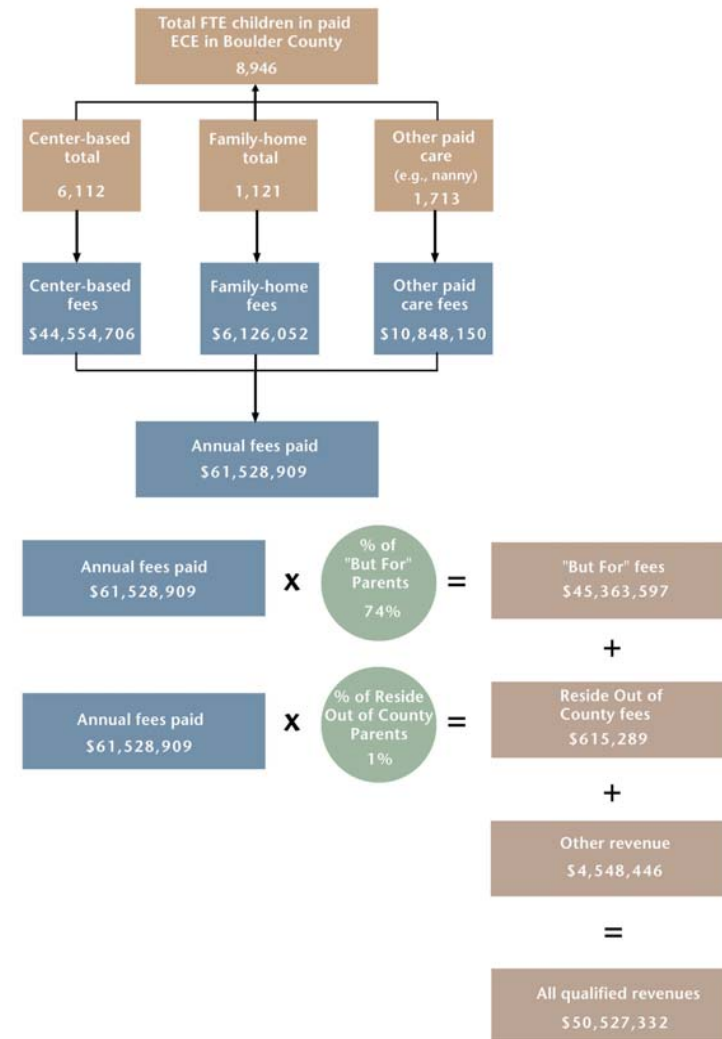 Total FTE children in paid
ECE in Boulder County
8,946
Center-based
total
6,112
Family-home
total
1,121
Other paid
care
(e.g., nanny)
1,713
Center-based
fees
$44,554,706
Family-home
fees
$6,126,052
Other paid
care fees
$10,848,150
Annual fees paid
$61,528,909
Annual fees paid
$61,528,909
x
% of
"But For"
Parents
74%
=
"But For" fees
$45,363,597
+
Annual fees paid
$61,528,909
x
% of Reside
Out of County
Parents
1%
=
Reside Out of
County fees
$615,289
+
Other revenue
$4,548,446
=
All qualified revenues
$50,527,332